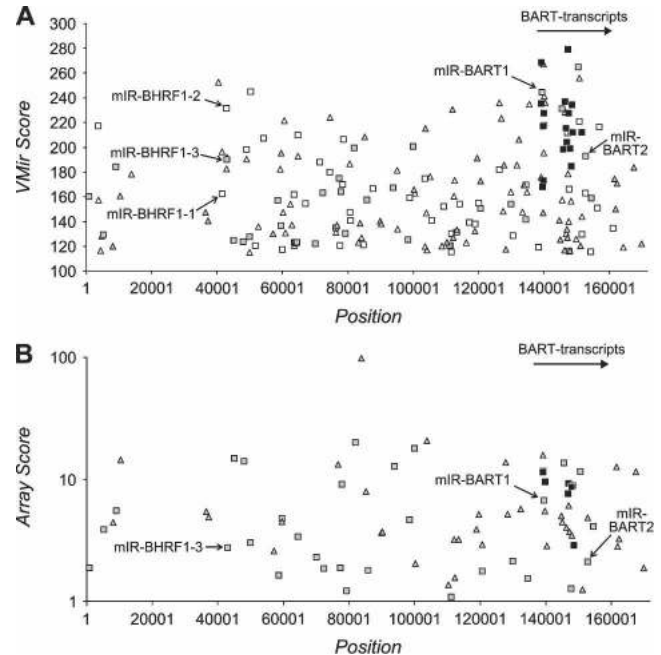 A
BART-transcripts
300
280
260
240
220
200
180
160
140
120
100
VMir Score
mIR-BHRF1-2
mIR-BHRF1-3
mIR-BHRF1-1
mIR-BART1
mIR-
BART2
1 20001 40001 60001 80001 100001 120001 140001 160001
Position
B
BART-transcripts
100
10
1
Array Score
mIR-BART1
mIR-BHRF1-3
mIR-
BART2
1 20001 40001 60001 80001 100001 120001 140001 160001
Position